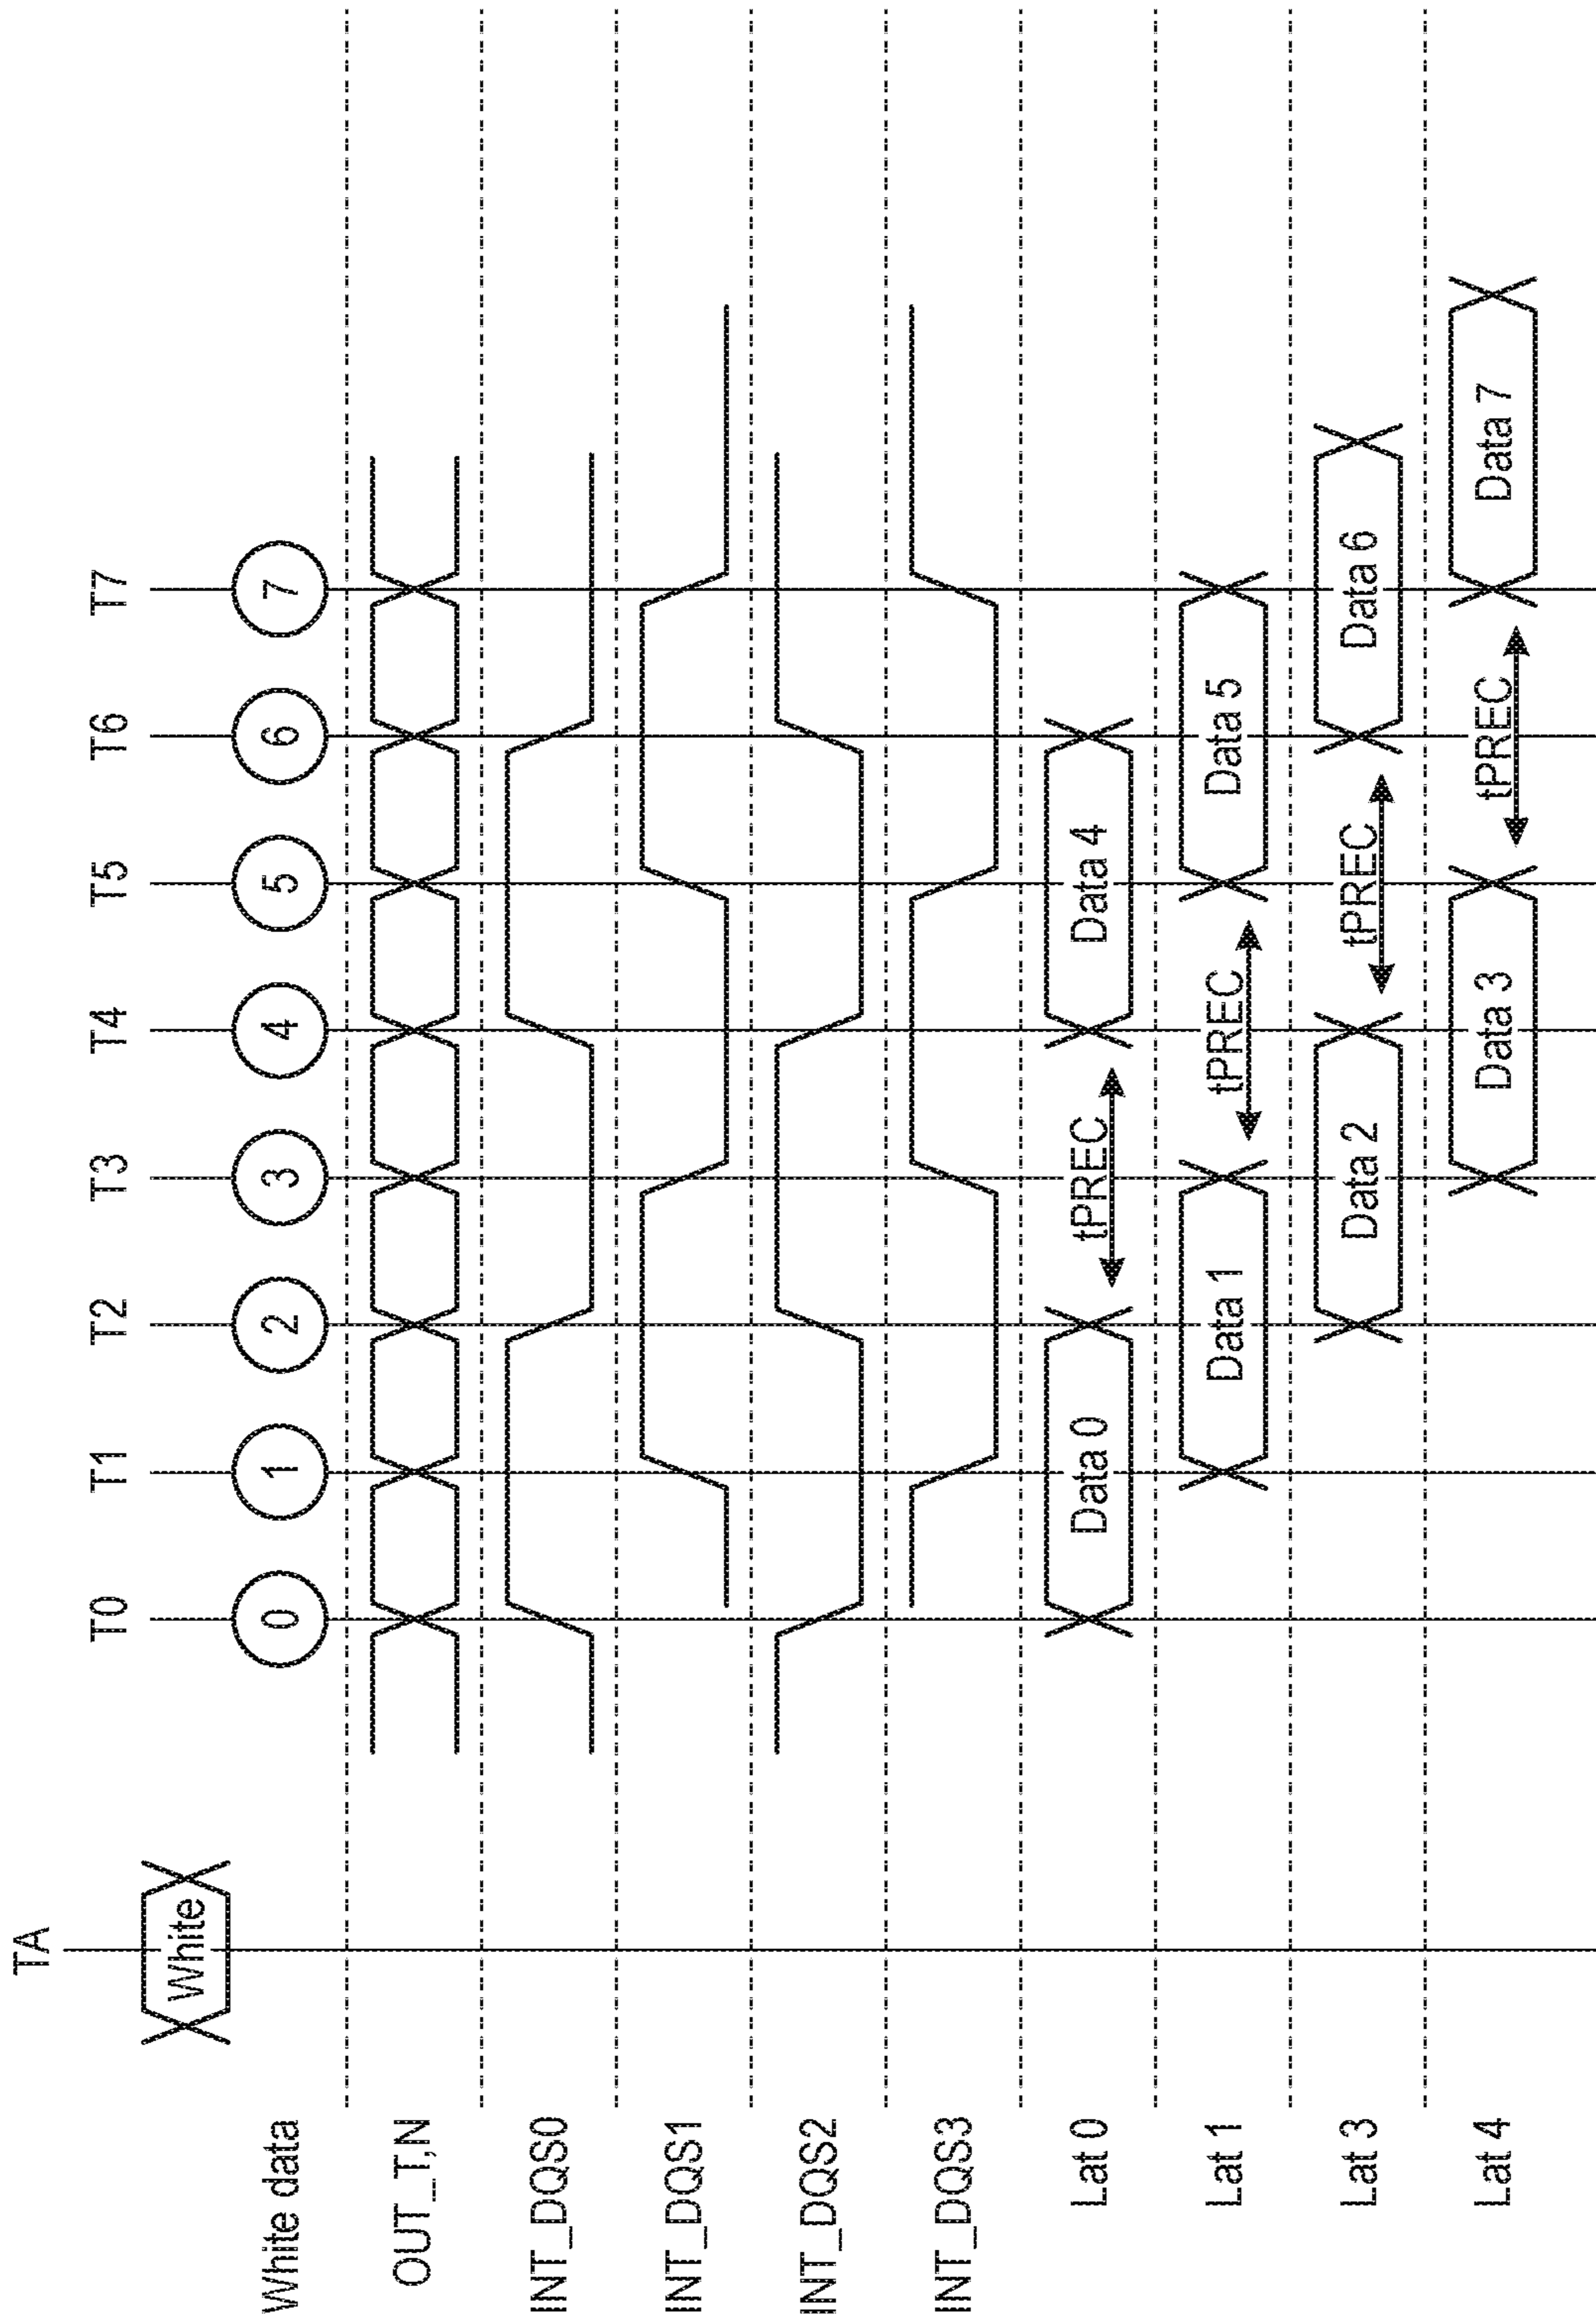 TA
T0 T1 T2 T3 T4 T5 T6 T7
White
White data 0 1 2 3 4 5 6 7
OUT_T,N
INT_DQS0
INT_DQS1
INT_DQS2
INT_DQS3
Lat 0 Data 0 tPREC Data 4
Lat 1 Data 1 tPREC Data 5
Lat 3 Data 2 tPREC Data 6
Lat 4 Data 3 tPREC Data 7